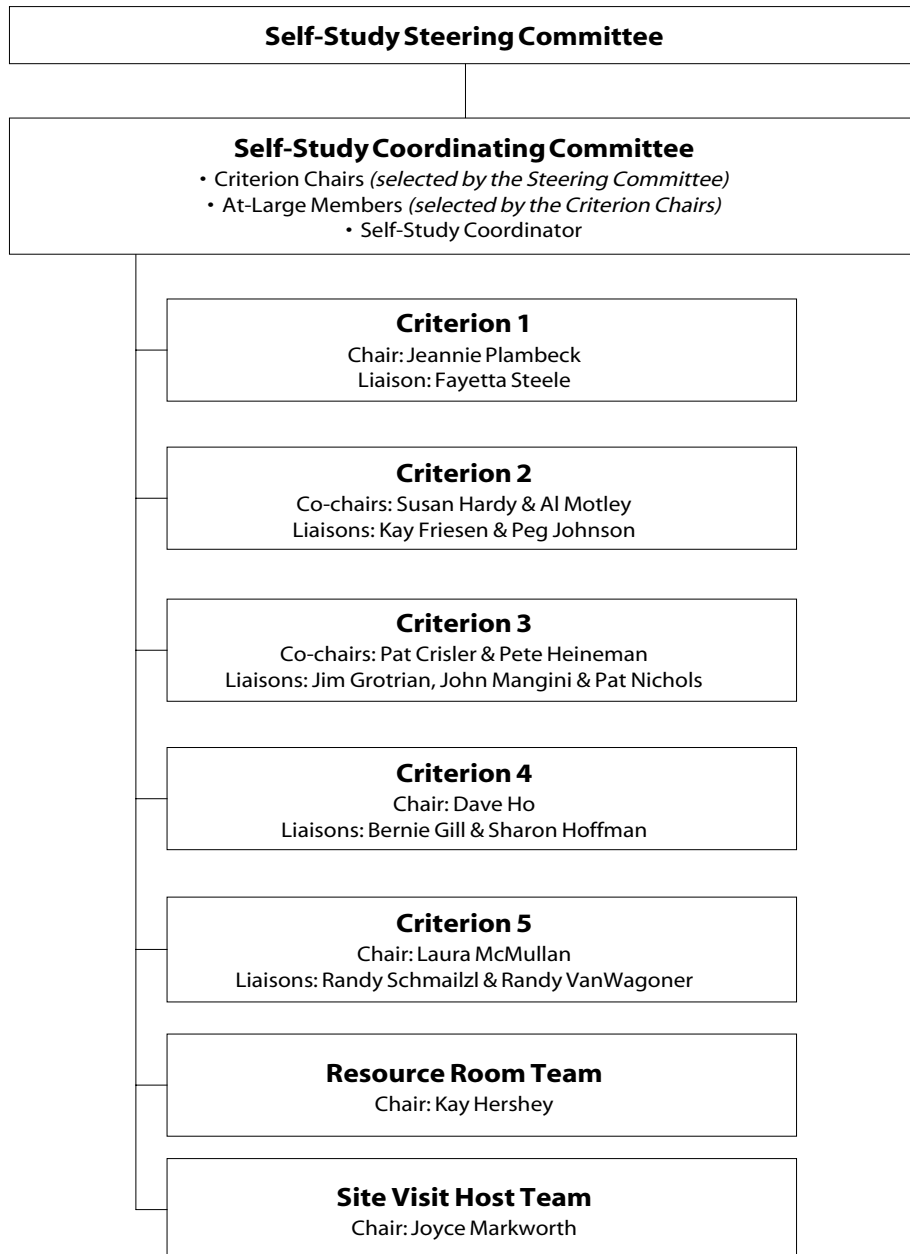 Self-Study Steering Committee
Self-Study Coordinating Committee
• Criterion Chairs (selected by the Steering Committee)
• At-Large Members (selected by the Criterion Chairs)
• Self-Study Coordinator
Criterion 1
Chair: Jeannie Plambeck
Liaison: Fayetta Steele
Criterion 2
Co-chairs: Susan Hardy & Al Motley
Liaisons: Kay Friesen & Peg Johnson
Criterion 3
Co-chairs: Pat Crisler & Pete Heineman
Liaisons: Jim Grotrian, John Mangini & Pat Nichols
Criterion 4
Chair: Dave Ho
Liaisons: Bernie Gill & Sharon Hoffman
Criterion 5
Chair: Laura McMullan
Liaisons: Randy Schmailzl & Randy VanWagoner
Resource Room Team
Chair: Kay Hershey
Site Visit Host Team
Chair: Joyce Markworth